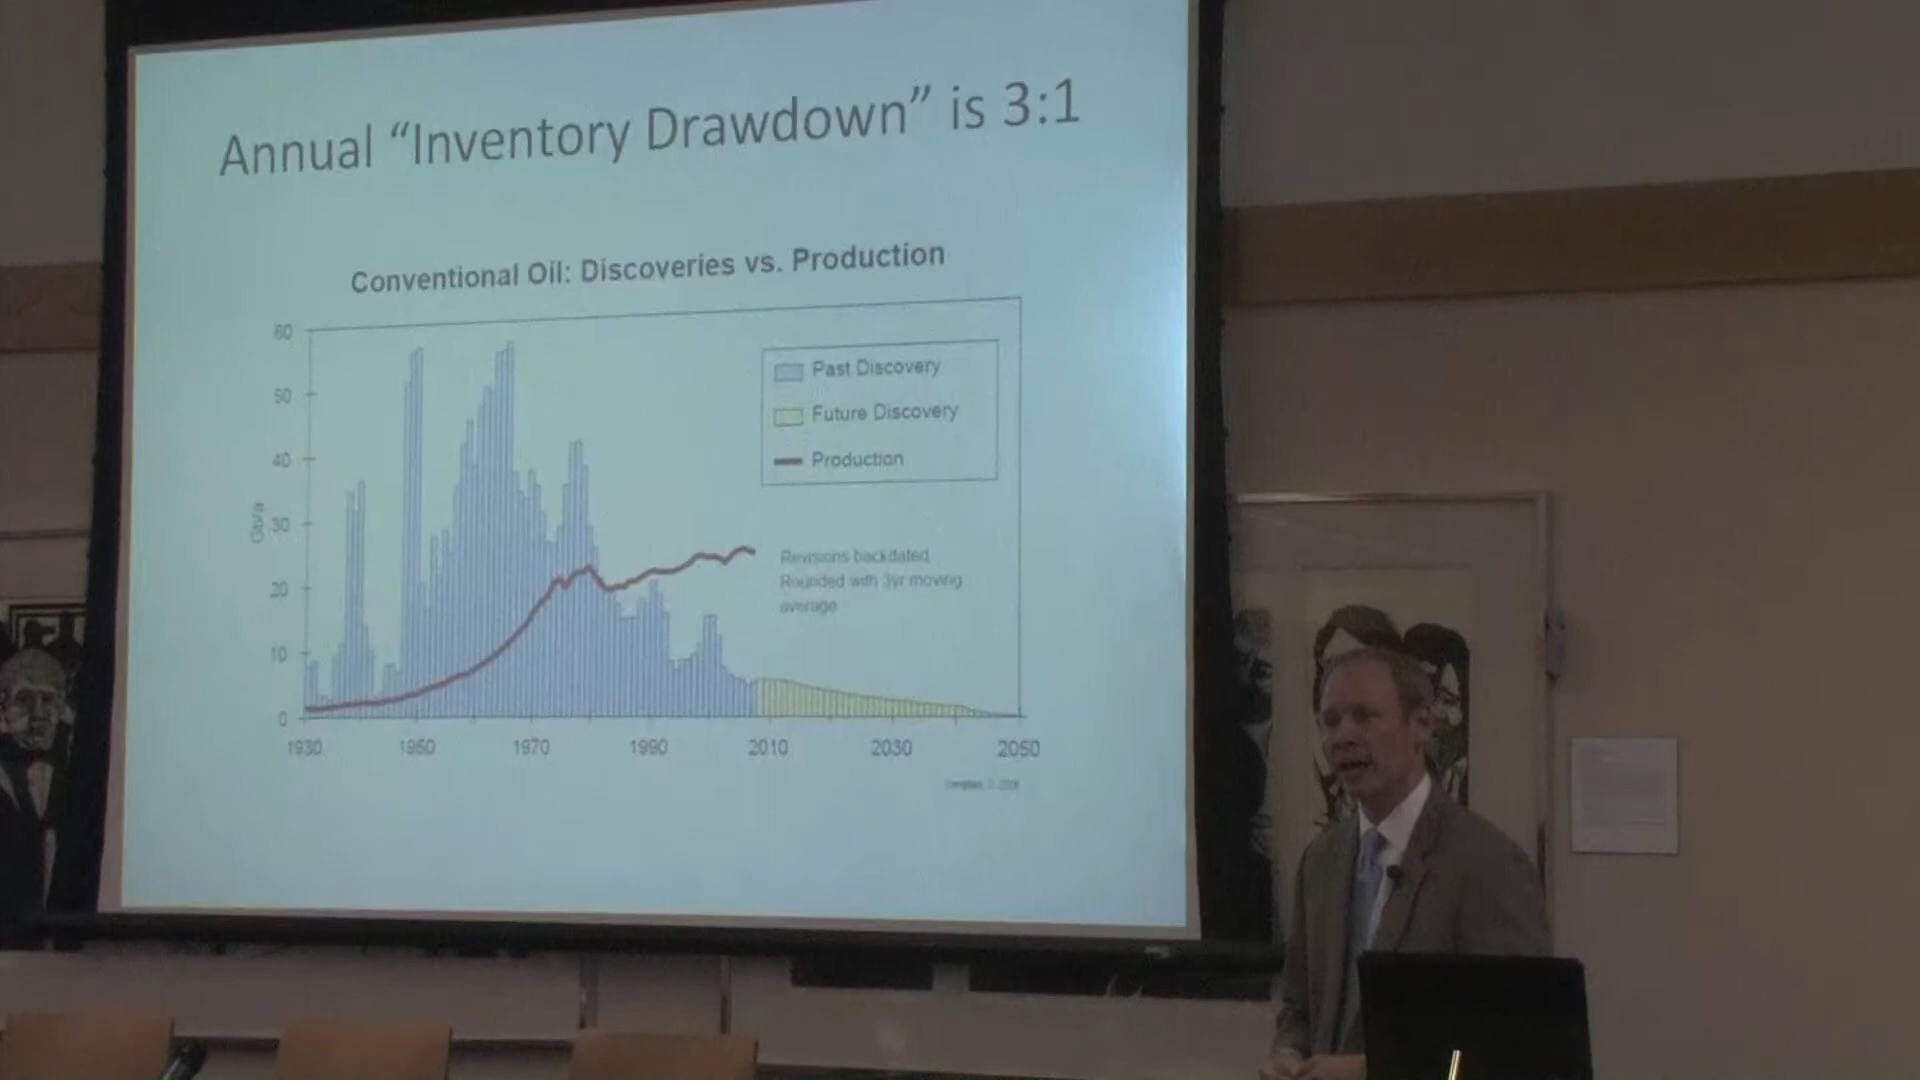 Annual “Inventory Drawdown” is 3:1
Conventional Oil: Discoveries vs. Production
60
50
40
30
20
10
0
Gb/a
Past Discovery
Future Discovery
Production
Revisions backdated
Rounded with 3yr moving
average
1930
1950
1970
1990
2010
2030
2050